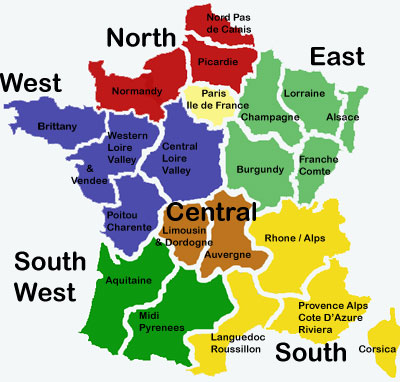 Nord Pas
de Calais
North
Picardie
East
Normandy
Paris
Ile de France
Lorraine
Champagne
Alsace
West
Brittany
Western
Loire
Valley
&
Vendee
Central
Loire
Valley
Burgundy
Franche
Comte
Poitou
Charente
Central
Limousin
& Dordogne
Auvergne
Rhone / Alps
South
West
Aquitaine
Midi
Pyrenees
Provence Alps
Cote D'Azure
Riviera
Languedoc
Roussillon
South
Corsica